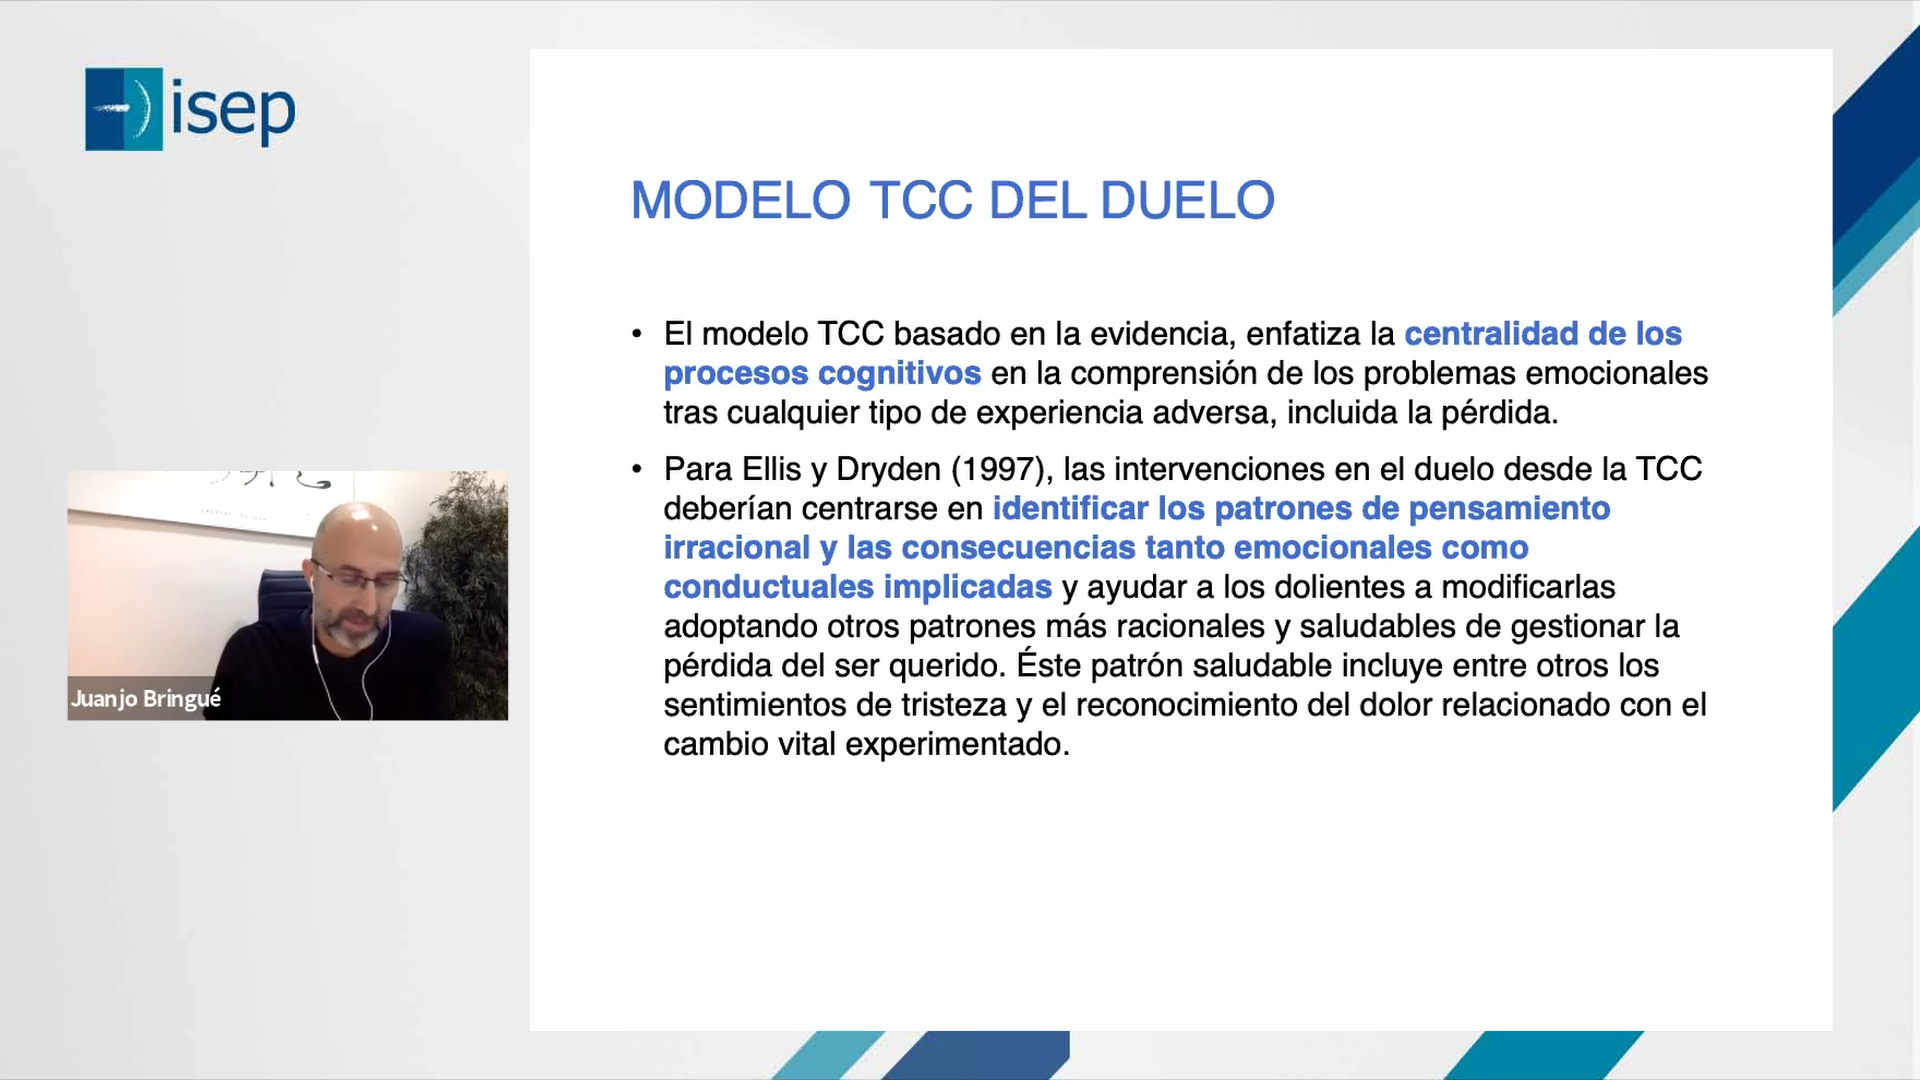 isep
MODELO TCC DEL DUELO
• El modelo TCC basado en la evidencia, enfatiza la centralidad de los
procesos cognitivos en la comprensión de los problemas emocionales
tras cualquier tipo de experiencia adversa, incluida la pérdida.
• Para Ellis y Dryden (1997), las intervenciones en el duelo desde la TCC
deberían centrarse en identificar los patrones de pensamiento
irracional y las consecuencias tanto emocionales como
conductuales implicadas y ayudar a los dolientes a modificarlas
adoptando otros patrones más racionales y saludables de gestionar la
pérdida del ser querido. Éste patrón saludable incluye entre otros los
sentimientos de tristeza y el reconocimiento del dolor relacionado con el
cambio vital experimentado.
Juanjo Bringué